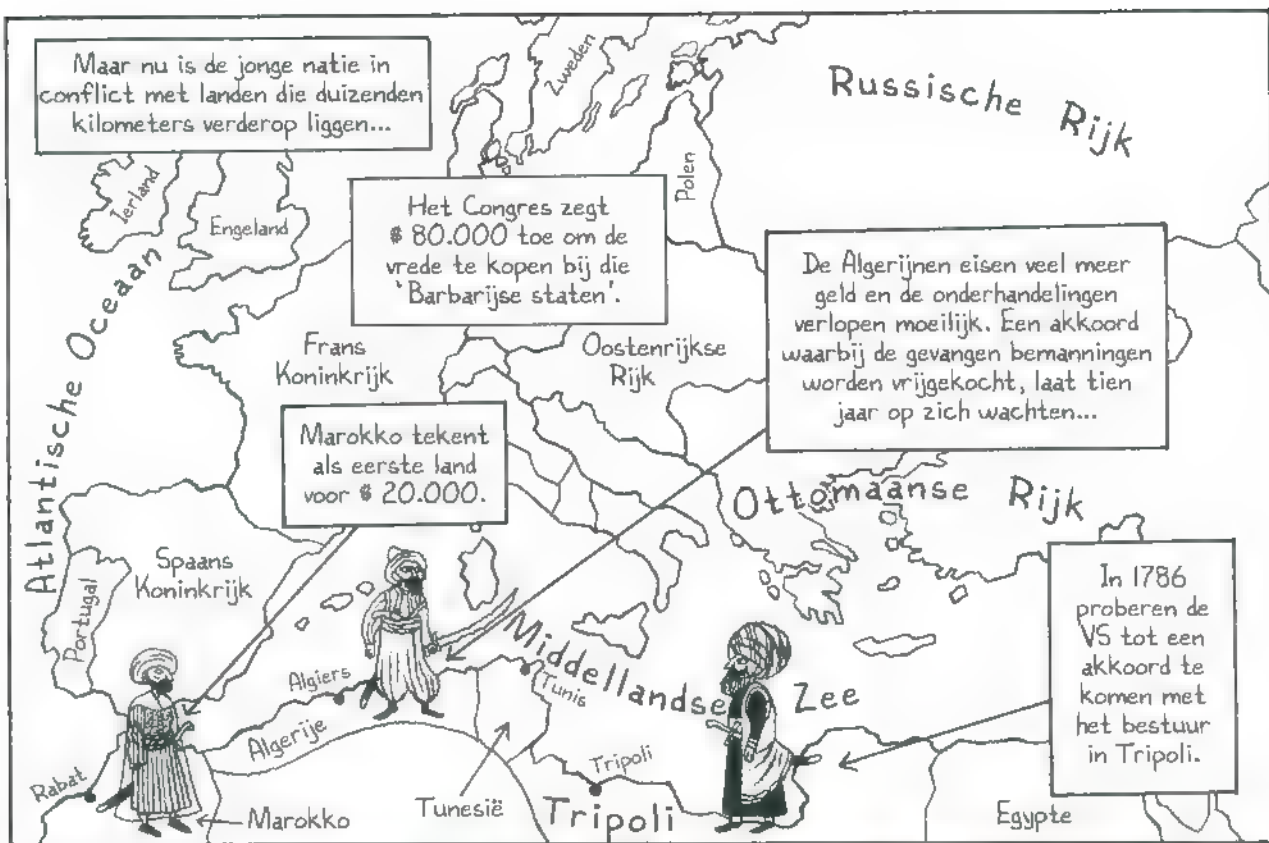 Maar nu is de jonge natie in
conflict met landen die duizenden
kilometers verderop liggen...
Zweden
Russische Rijk
Ierland
Engeland
Polen
Het Congres zegt
$ 80.000 toe om de
vrede te kopen bij die
'Barbarijse staten'.
De Algerijnen eisen veel meer
geld en de onderhandelingen
verlopen moeilijk. Een akkoord
waarbij de gevangen bemanningen
worden vrijgekocht, laat tien
jaar op zich wachten...
Atlantische Oceaan
Frans
Koninkrijk
Oostenrijkse
Rijk
Marokko tekent
als eerste land
voor $ 20.000.
Ottomaanse Rijk
Spaans
Koninkrijk
Portugal
In 1786
proberen de
VS tot een
akkoord te
komen met
het bestuur
in Tripoli.
Middellandse Zee
Algiers
Tunis
Algerije
Rabat
Tripoli
Marokko
Tunesië
Tripoli
Egypte